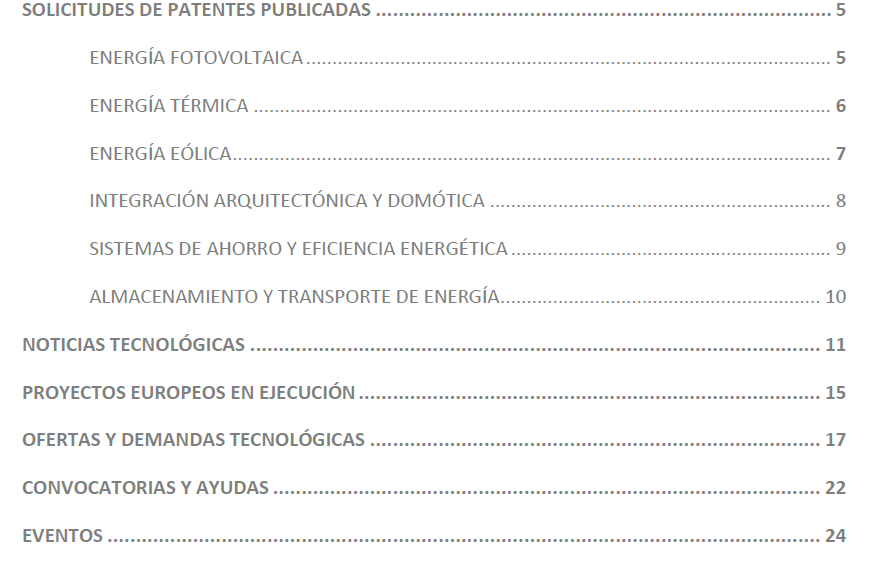 SOLICITUDES DE PATENTES PUBLICADAS ........................................................................................ 5
ENERGÍA FOTOVOLTAICA ..................................................................................................... 5
ENERGÍA TÉRMICA ............................................................................................................... 6
ENERGÍA EÓLICA................................................................................................................... 7
INTEGRACIÓN ARQUITECTÓNICA Y DOMÓTICA .................................................................. 8
SISTEMAS DE AHORRO Y EFICIENCIA ENERGÉTICA .............................................................. 9
ALMACENAMIENTO Y TRANSPORTE DE ENERGÍA.............................................................. 10
NOTICIAS TECNOLÓGICAS .............................................................................................................. 11
PROYECTOS EUROPEOS EN EJECUCIÓN ......................................................................................... 15
OFERTAS Y DEMANDAS TECNOLÓGICAS ....................................................................................... 17
CONVOCATORIAS Y AYUDAS .......................................................................................................... 22
EVENTOS ......................................................................................................................................... 24